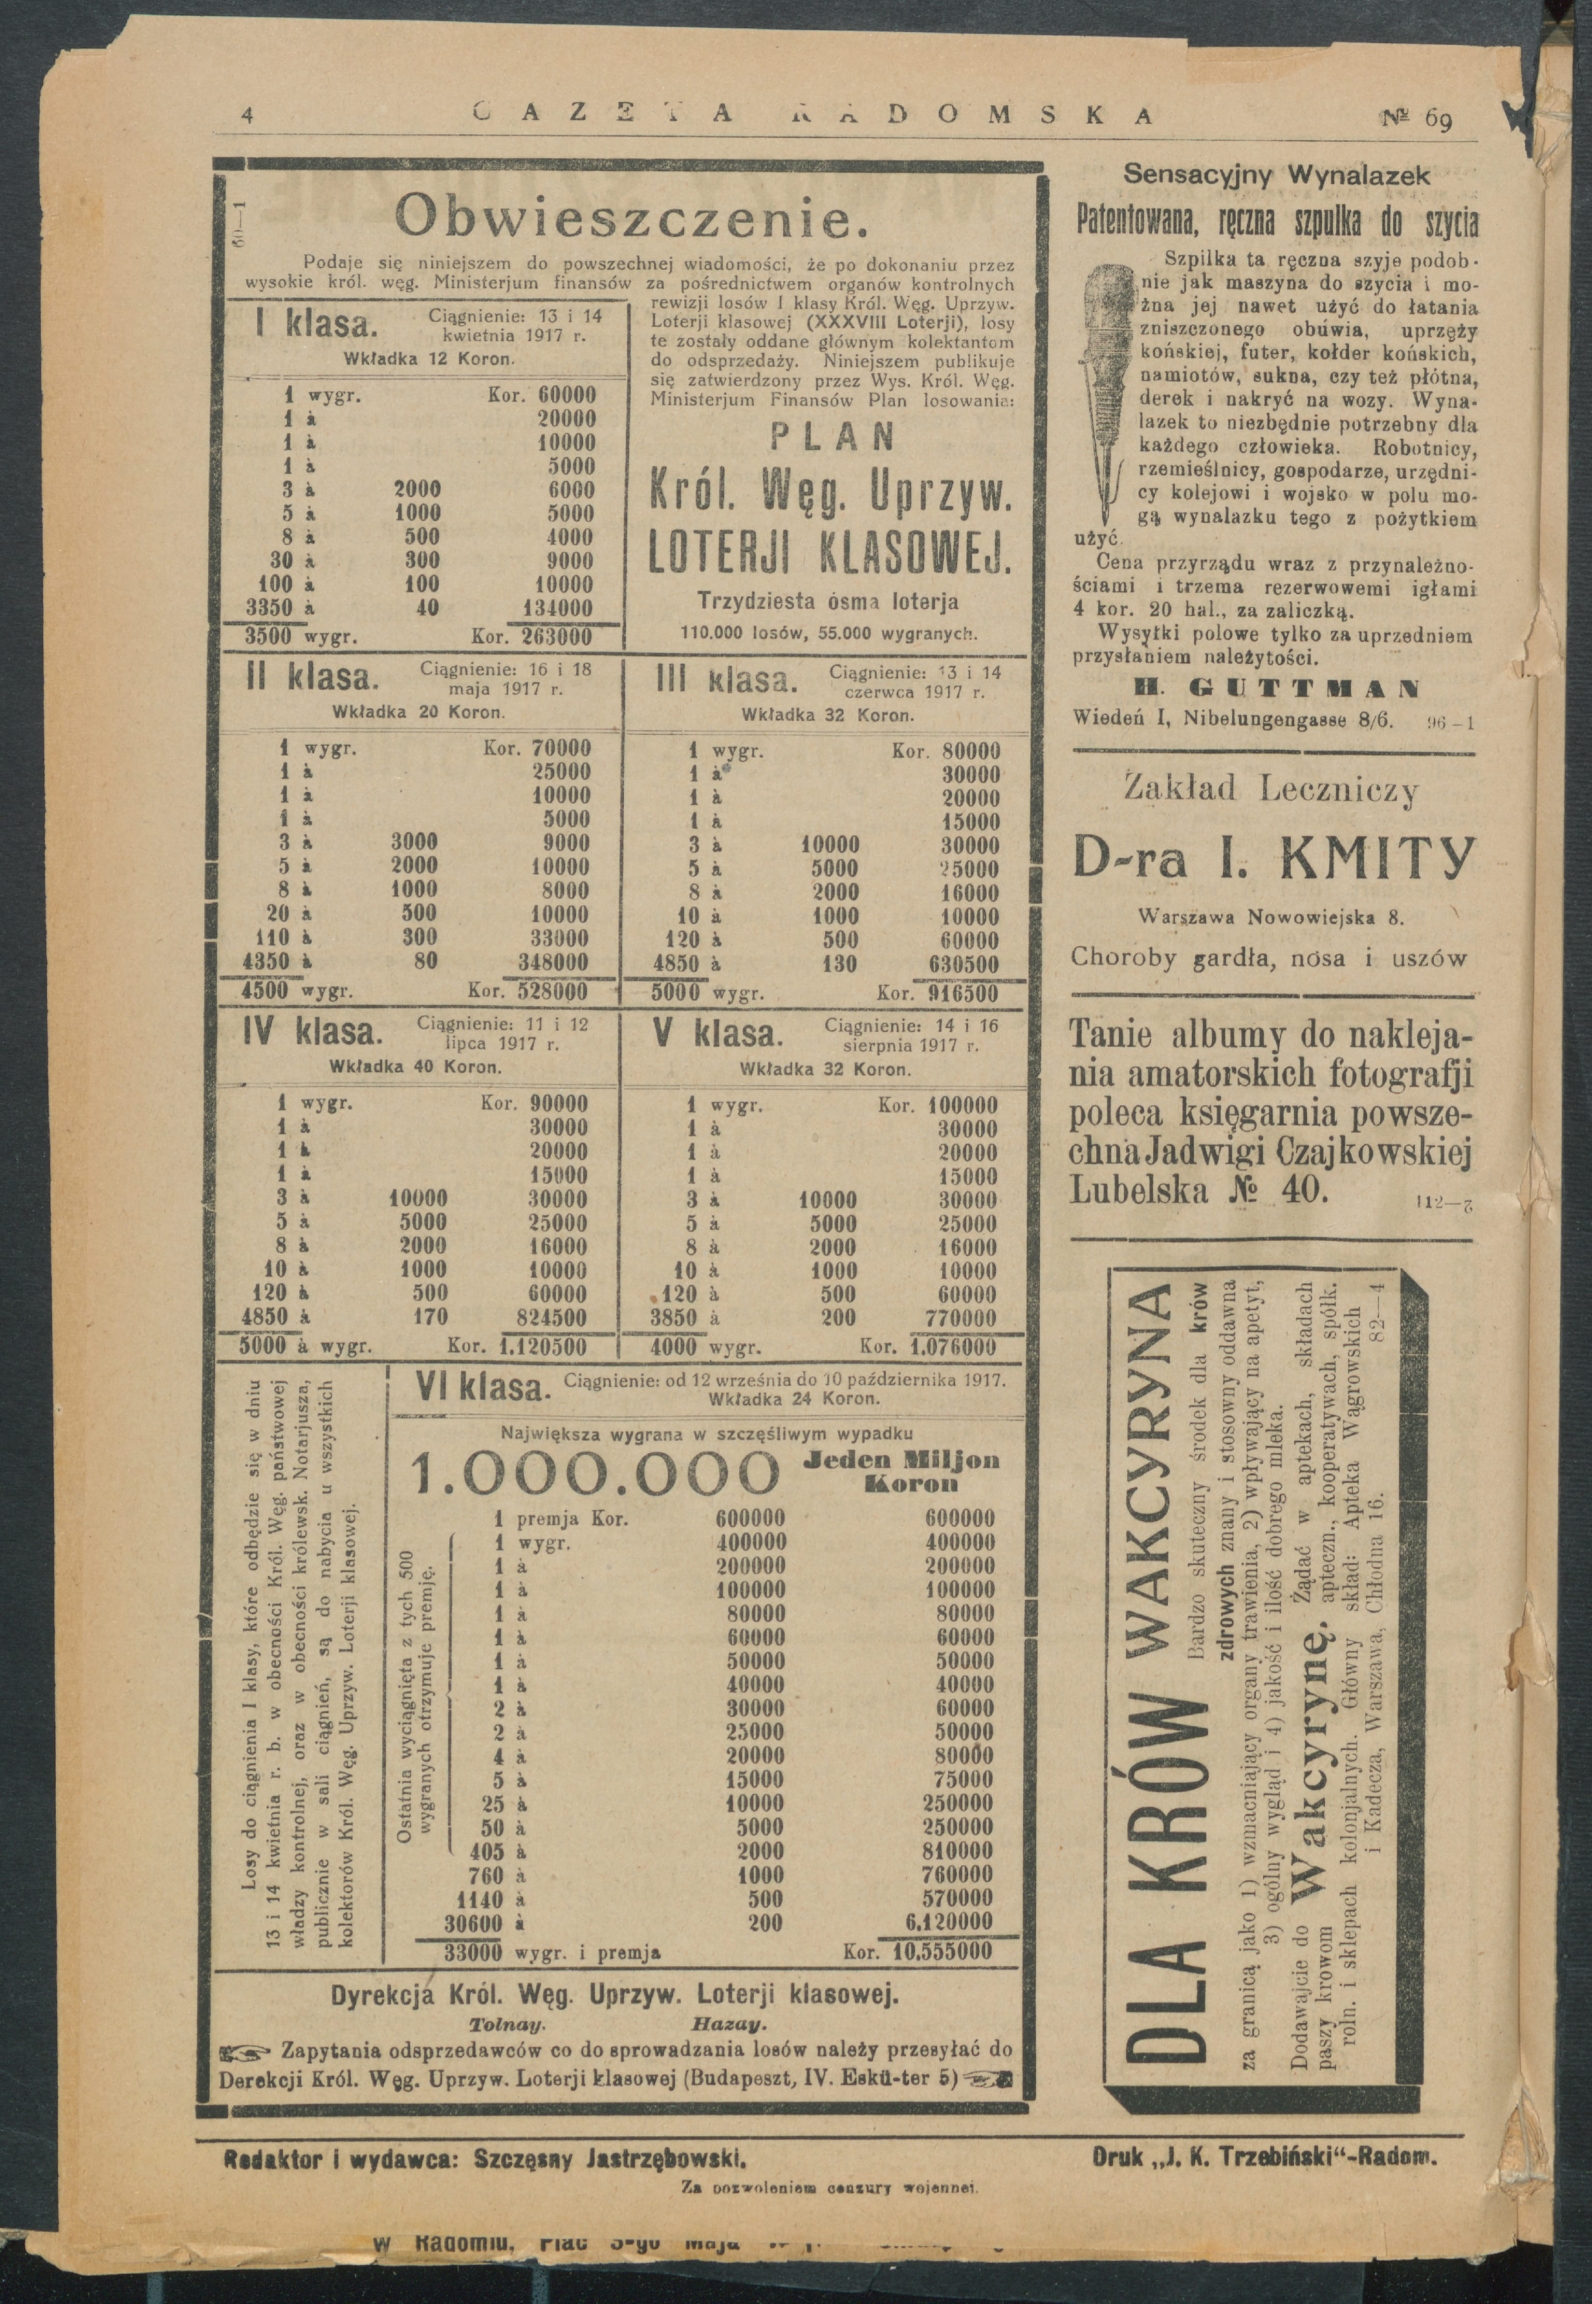 4 GAZETA RADOMSKA № 69
60—1
Obwieszczenie.
Podaje się niniejszem do powszechnej wiadomości, że po dokonaniu przez
wysokie król. węg. Ministerjum finansów za pośrednictwem organów kontrolnych
rewizji losów I klasy Król. Węg. Uprzyw.
Loterji klasowej (XXXVIII Loterji), losy
te zostały oddane głównym kolektantom
do odsprzedaży. Niniejszem publikuje
się zatwierdzony przez Wys. Król. Węg.
Ministerjum Finansów Plan losowania:
PLAN
Król. Węg. Uprzyw.
LOTERJI KLASOWEJ.
Trzydziesta ósma loterja
110.000 losów, 55.000 wygranych.
I klasa. Ciągnienie: 13 i 14
kwietnia 1917 r.
Wkładka 12 Koron.
1 wygr. Kor. 60000
1 à 20000
1 à 10000
1 à 5000
3 à 2000 6000
5 à 1000 5000
8 à 500 4000
30 à 300 9000
100 à 100 10000
3350 à 40 134000
3500 wygr. Kor. 263000
II klasa. Ciągnienie: 16 i 18
maja 1917 r.
Wkładka 20 Koron.
1 wygr. Kor. 70000
1 à 25000
1 à 10000
1 à 5000
3 à 3000 9000
5 à 2000 10000
8 à 1000 8000
20 à 500 10000
110 à 300 33000
4350 à 80 348000
4500 wygr. Kor. 528000
III klasa. Ciągnienie: 13 i 14
czerwca 1917 r.
Wkładka 32 Koron.
1 wygr. Kor. 80000
1 à 30000
1 à 20000
1 à 15000
3 à 10000 30000
5 à 5000 25000
8 à 2000 16000
10 à 1000 10000
120 à 500 60000
4850 à 130 630500
5000 wygr. Kor. 916500
IV klasa. Ciągnienie: 11 i 12
lipca 1917 r.
Wkładka 40 Koron.
1 wygr. Kor. 90000
1 à 30000
1 à 20000
1 à 15000
3 à 10000 30000
5 à 5000 25000
8 à 2000 16000
10 à 1000 10000
120 à 500 60000
4850 à 170 824500
5000 à wygr. Kor. 1.120500
V klasa. Ciągnienie: 14 i 16
sierpnia 1917 r.
Wkładka 32 Koron.
1 wygr. Kor. 100000
1 à 30000
1 à 20000
1 à 15000
3 à 10000 30000
5 à 5000 25000
8 à 2000 16000
10 à 1000 10000
120 à 500 60000
3850 à 200 770000
4000 wygr. Kor. 1.076000
Losy do ciągnienia I klasy, które odbędzie się w dniu
13 i 14 kwietnia r. b. w obecności Król. Węg. państwowej
władzy kontrolnej, oraz w obecności królewsk. Notarjusza,
publicznie w sali ciągnień, są do nabycia u wszystkich
kolektorów Król. Węg. Uprzyw. Loterji klasowej.
VI klasa. Ciągnienie: od 12 września do 10 października 1917.
Wkładka 24 Koron.
Największa wygrana w szczęśliwym wypadku
1.000.000 Jeden Miljon
Koron
Ostatnia wyciągnięta z tych 500
wygranych otrzymuje premję.
1 premja Kor. 600000 600000
1 wygr. 400000 400000
1 à 200000 200000
1 à 100000 100000
1 à 80000 80000
1 à 60000 60000
1 à 50000 50000
1 à 40000 40000
2 à 30000 60000
2 à 25000 50000
4 à 20000 80000
5 à 15000 75000
25 à 10000 250000
50 à 5000 250000
405 à 2000 810000
760 à 1000 760000
1140 à 500 570000
30600 à 200 6.120000
33000 wygr. i premja Kor. 10.555000
Dyrekcja Król. Węg. Uprzyw. Loterji klasowej.
Tolnay. Hazay.
Zapytania odsprzedawców co do sprowadzania losów należy przesyłać do
Derekcji Król. Węg. Uprzyw. Loterji klasowej (Budapeszt, IV. Eskü-ter 5)
Sensacyjny Wynalazek
Patentowana, ręczna szpulka do szycia
Szpilka ta ręczna szyje podob-
nie jak maszyna do szycia i mo-
żna jej nawet użyć do łatania
zniszczonego obuwia, uprzęży
końskiej, futer, kołder końskich,
namiotów, sukna, czy też płótna,
derek i nakryć na wozy. Wyna-
lazek to niezbędnie potrzebny dla
każdego człowieka. Robotnicy,
rzemieślnicy, gospodarze, urzędni-
cy kolejowi i wojsko w polu mo-
gą wynalazku tego z pożytkiem
użyć.
Cena przyrządu wraz z przynależno-
ściami i trzema rezerwowemi igłami
4 kor. 20 hal., za zaliczką.
Wysyłki polowe tylko za uprzedniem
przysłaniem należytości.
H. GUTTMAN
Wiedeń I, Nibelungengasse 8/6. 96—1
Zakład Leczniczy
D-ra I. KMITY
Warszawa Nowowiejska 8.
Choroby gardła, nosa i uszów
Tanie albumy do nakleja-
nia amatorskich fotografji
poleca księgarnia powsze-
chna Jadwigi Czajkowskiej
Lubelska № 40. 112—3
DLA KRÓW WAKCYRYNA
Bardzo skuteczny środek dla krów
zdrowych znany i stosowny oddawna
za granicą jako 1) wzmacniający organy trawienia, 2) wpływający na apetyt,
3) ogólny wygląd i 4) jakość i ilość dobrego mleka.
Dodawajcie do paszy krowom Wakcyrynę. Żądać w aptekach, składach
apteczn., kooperatywach, spółk.
roln. i sklepach kolonjalnych. Główny skład: Apteka Wągrowskich
i Kadecza, Warszawa, Chłodna 16. 82—4
Redaktor i wydawca: Szczęsny Jastrzębowski. Druk „J. K. Trzebiński“-Radom.
Za pozwoleniem cenzury wojennej.
w Radomiu, Plac 3-go Maja